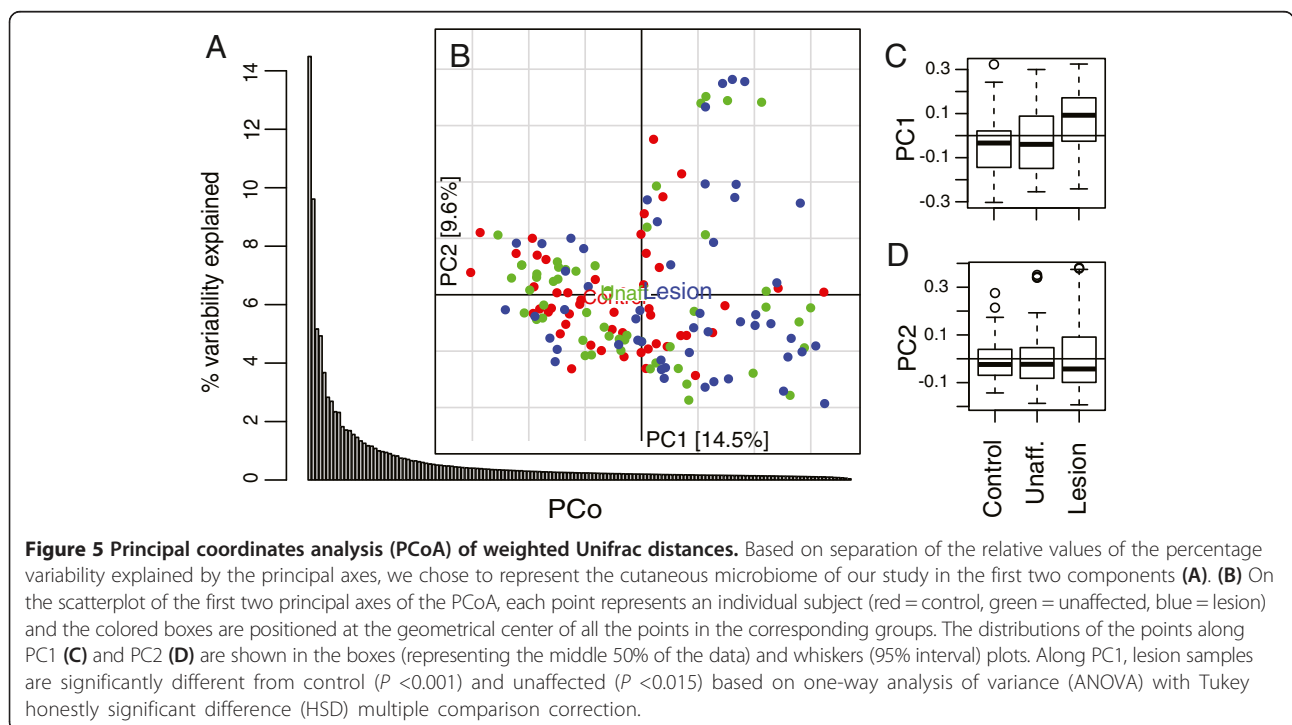 A
14
12
10
8
6
4
2
0
% variability explained
PCo
B
PC2 [9.6%]
PC1 [14.5%]
Control
Unaff
Lesion
C
0.3
0.1
-0.1
-0.3
PC1
D
0.3
0.1
-0.1
PC2
Control
Unaff.
Lesion
Figure 5 Principal coordinates analysis (PCoA) of weighted Unifrac distances. Based on separation of the relative values of the percentage
variability explained by the principal axes, we chose to represent the cutaneous microbiome of our study in the first two components (A). (B) On
the scatterplot of the first two principal axes of the PCoA, each point represents an individual subject (red = control, green = unaffected, blue = lesion)
and the colored boxes are positioned at the geometrical center of all the points in the corresponding groups. The distributions of the points along
PC1 (C) and PC2 (D) are shown in the boxes (representing the middle 50% of the data) and whiskers (95% interval) plots. Along PC1, lesion samples
are significantly different from control (P <0.001) and unaffected (P <0.015) based on one-way analysis of variance (ANOVA) with Tukey
honestly significant difference (HSD) multiple comparison correction.